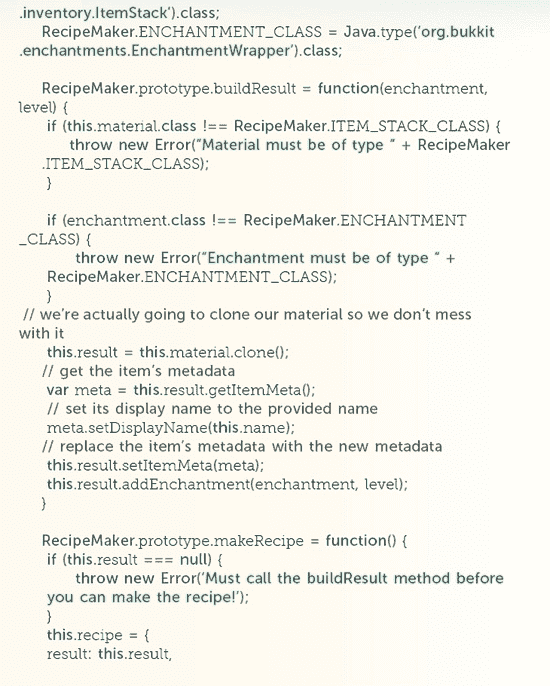 .inventory.ItemStack').class;
RecipeMaker.ENCHANTMENT_CLASS = Java.type('org.bukkit
.enchantments.EnchantmentWrapper').class;
RecipeMaker.prototype.buildResult = function(enchantment,
level) {
if (this.material.class !== RecipeMaker.ITEM_STACK_CLASS) {
throw new Error("Material must be of type " + RecipeMaker
.ITEM_STACK_CLASS);
}
if (enchantment.class !== RecipeMaker.ENCHANTMENT
_CLASS) {
throw new Error("Enchantment must be of type " +
RecipeMaker.ENCHANTMENT_CLASS);
}
// we're actually going to clone our material so we don't mess
with it
this.result = this.material.clone();
// get the item's metadata
var meta = this.result.getItemMeta();
// set its display name to the provided name
meta.setDisplayName(this.name);
// replace the item's metadata with the new metadata
this.result.setItemMeta(meta);
this.result.addEnchantment(enchantment, level);
}
RecipeMaker.prototype.makeRecipe = function() {
if (this.result === null) {
throw new Error('Must call the buildResult method before
you can make the recipe!');
}
this.recipe = {
result: this.result,